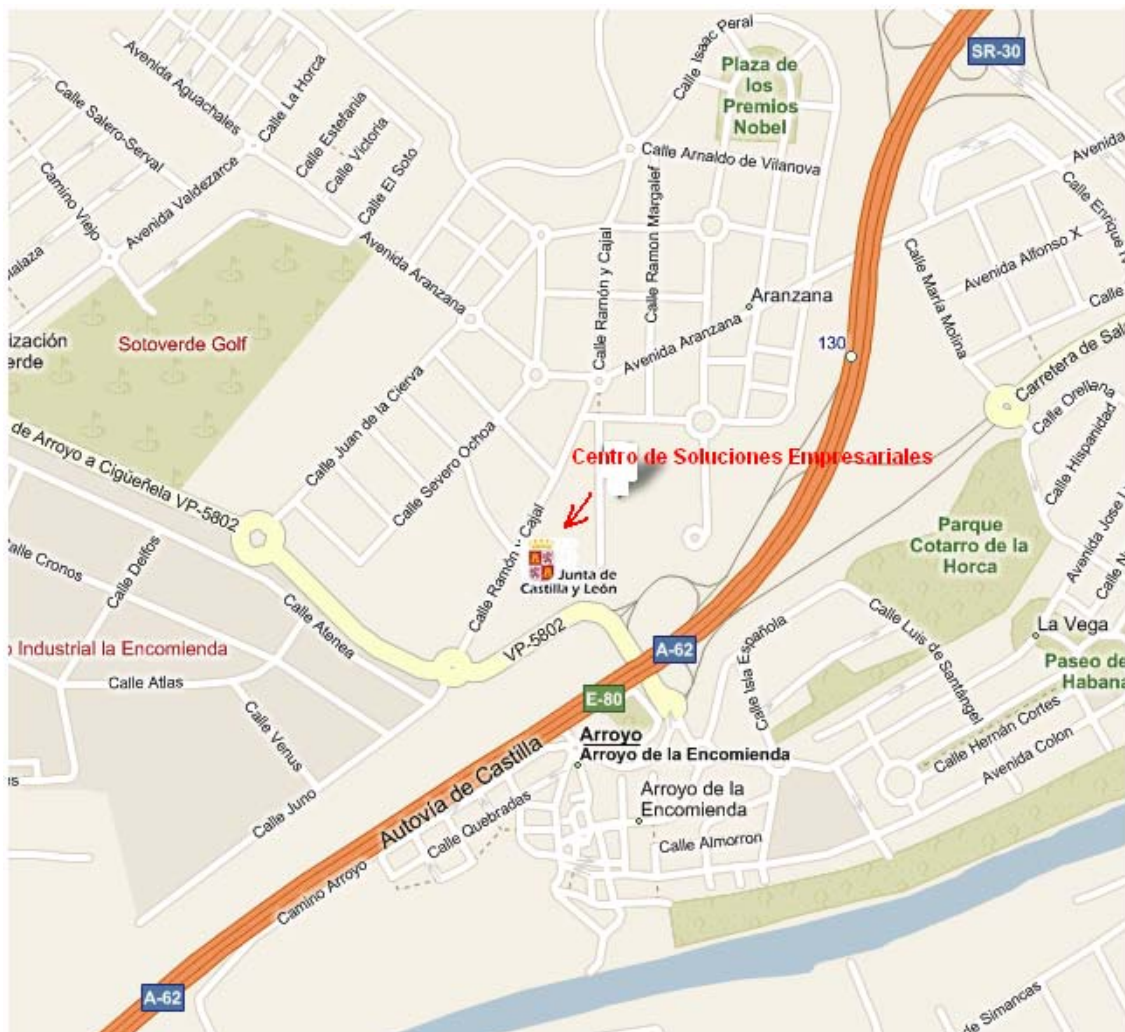 SR-30
Calle Isaac Peral
Plaza de
los
Premios
Nobel
Avenida Aguachales
Calle La Horca
Calle Salero-Serval
Calle Estefania
Calle Victoria
Calle El Soto
Camino Viejo
Avenida Valdezarce
Calle Arnaldo de Vilanova
Avenida
Calle Enrique
Calle Ramon Margalef
Calle Ramón y Cajal
Avenida Aranzana
Avenida Alfonso X
Calle María Molina
Calle
Aranzana
Avenida Aranzana
130
ización
erde
Sotoverde Golf
Carretera de Sala
Calle Orellana
Calle Hispanidad
Calle Juan de la Cierva
Calle Severo Ochoa
de Arroyo a Cigüeñela VP-5802
Centro de Soluciones Empresariales
Calle Ramón y Cajal
Parque
Cotarro de la
Horca
Avenida Jose L
Calle N
Calle Cronos
Calle Delfos
Calle Atenea
Junta de
Castilla y León
VP-5802
Calle Luis de Santángel
Calle Isla Española
La Vega
o Industrial la Encomienda
A-62
Paseo de
Habana
Calle Atlas
E-80
Calle Venus
Calle Hernán Cortes
Avenida Colon
Arroyo
Arroyo de la Encomienda
Autovía de Castilla
Calle Juno
Arroyo de la
Encomienda
Calle Quebradas
Calle Almorron
Camino Arroyo
A-62
de Simancas